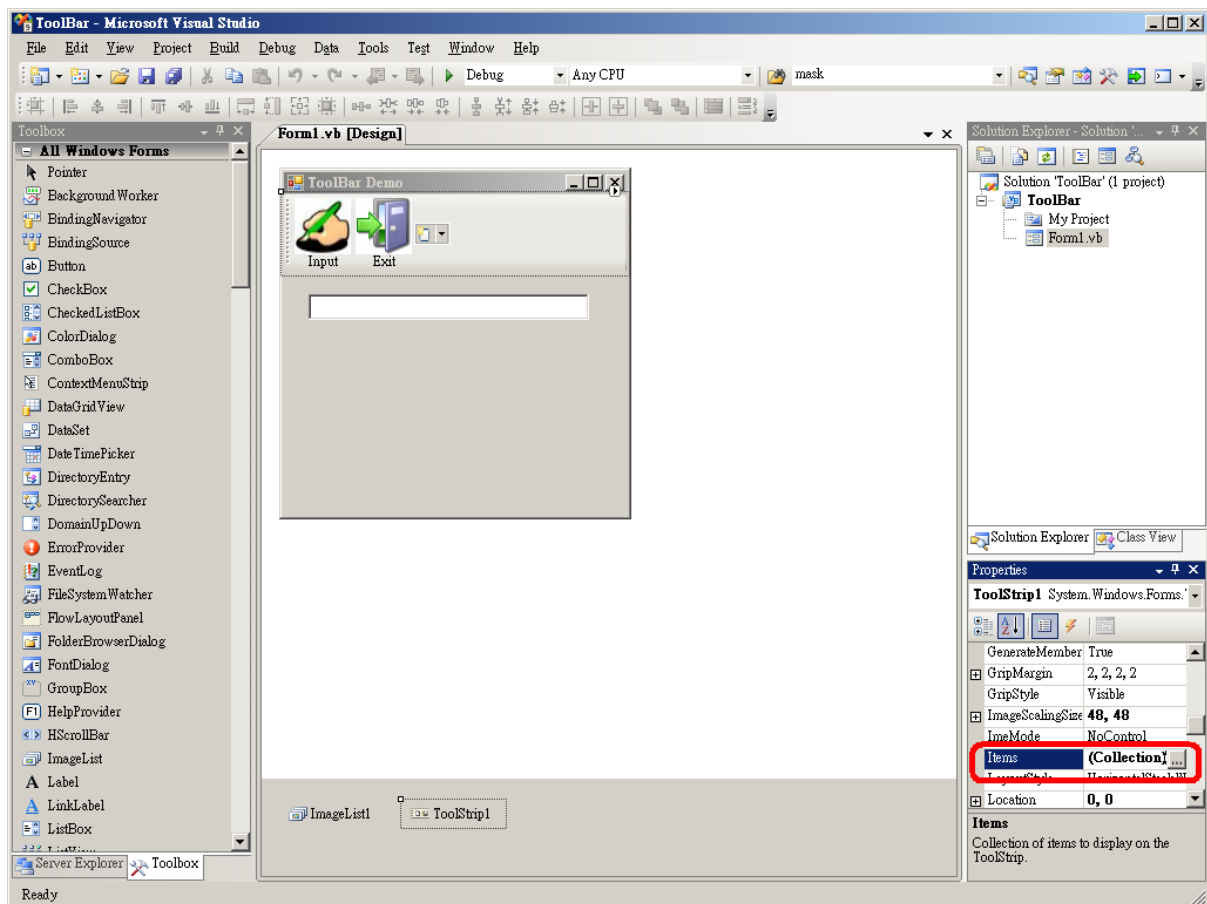 ToolBar - Microsoft Visual Studio
File Edit View Project Build Debug Data Tools Test Window Help
Debug Any CPU mask
Toolbox
All Windows Forms
Pointer
BackgroundWorker
BindingNavigator
BindingSource
ab Button
CheckBox
CheckedListBox
ColorDialog
ComboBox
ContextMenuStrip
DataGridView
DataSet
DateTimePicker
DirectoryEntry
DirectorySearcher
DomainUpDown
ErrorProvider
EventLog
FileSystemWatcher
FlowLayoutPanel
FolderBrowserDialog
FontDialog
GroupBox
HelpProvider
HScrollBar
ImageList
A Label
A LinkLabel
ListBox
Server Explorer Toolbox
Form1.vb [Design]
ToolBar Demo
Input Exit
ImageList1 ToolStrip1
Solution Explorer - Solution '...
Solution 'ToolBar' (1 project)
ToolBar
My Project
Form1.vb
Solution Explorer Class View
Properties
ToolStrip1 System.Windows.Forms.
GenerateMember True
GripMargin 2, 2, 2, 2
GripStyle Visible
ImageScalingSize 48, 48
ImeMode NoControl
Items (Collection) ...
Location 0, 0
Items
Collection of items to display on the
ToolStrip.
Ready